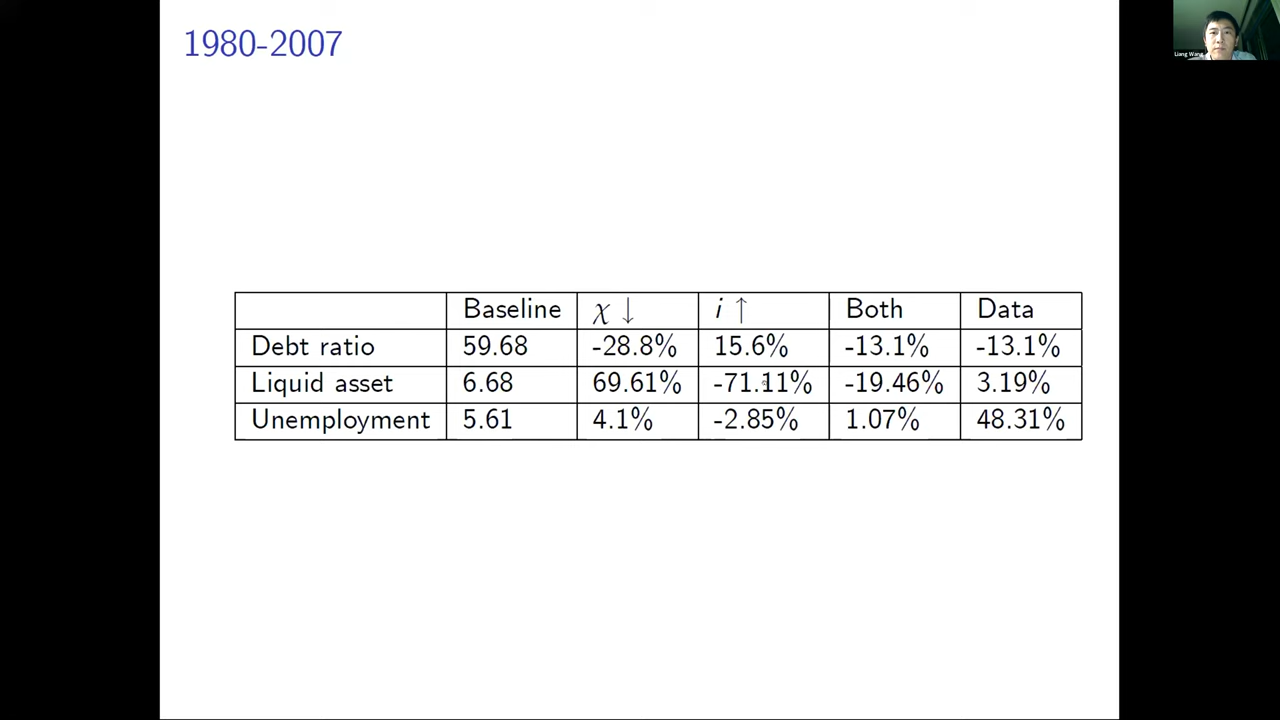 1980-2007
Liang Wang
Baseline χ ↓ i ↑ Both Data
Debt ratio 59.68 -28.8% 15.6% -13.1% -13.1%
Liquid asset 6.68 69.61% -71.11% -19.46% 3.19%
Unemployment 5.61 4.1% -2.85% 1.07% 48.31%